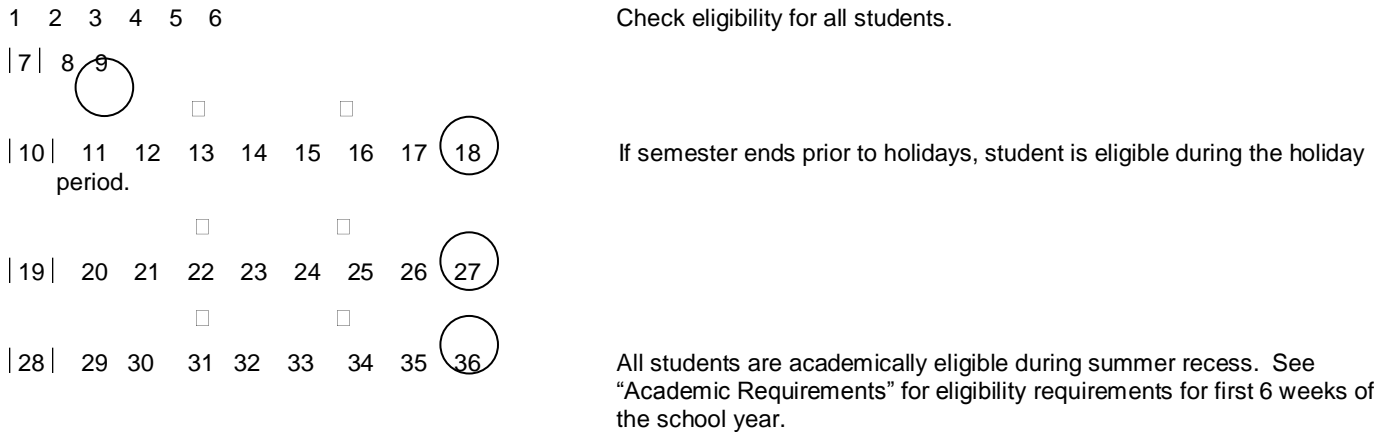 1 2 3 4 5 6 Check eligibility for all students.
|7| 8 9
□ □
|10| 11 12 13 14 15 16 17 18 If semester ends prior to holidays, student is eligible during the holiday
period.
□ □
|19| 20 21 22 23 24 25 26 27
□ □
|28| 29 30 31 32 33 34 35 36 All students are academically eligible during summer recess. See
“Academic Requirements” for eligibility requirements for first 6 weeks of
the school year.